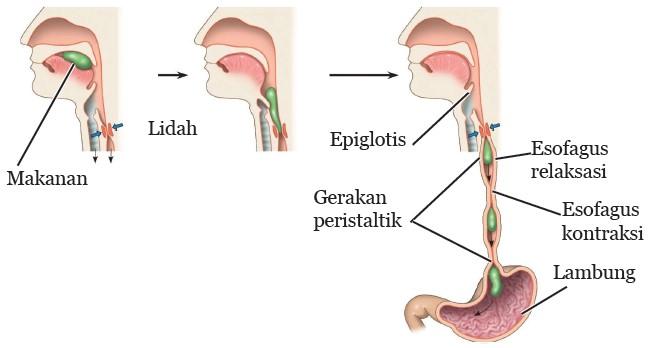 Makanan
Lidah
Epiglotis
Gerakan
peristaltik
Esofagus
relaksasi
Esofagus
kontraksi
Lambung